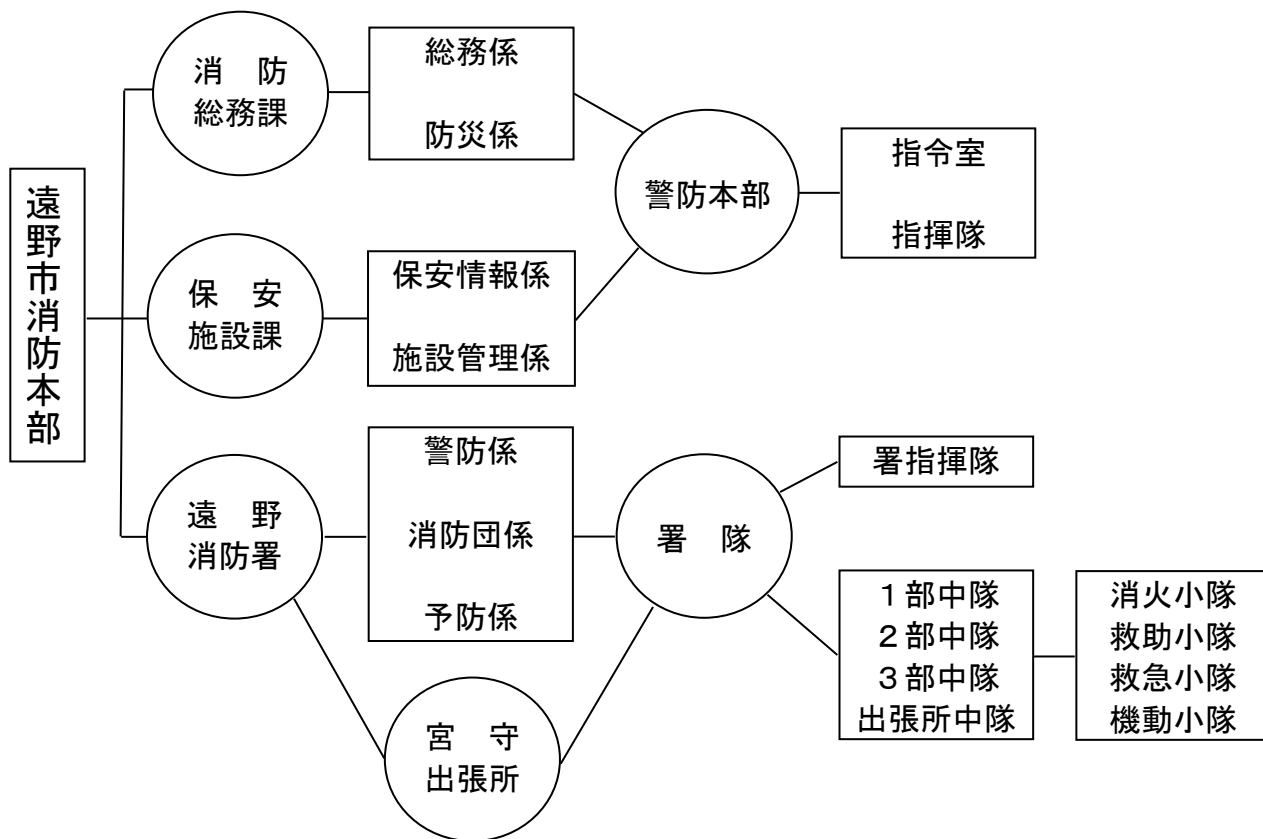 遠野市消防本部
消　防
総務課
総務係
防災係
保　安
施設課
保安情報係
施設管理係
警防本部
指令室
指揮隊
遠　野
消防署
警防係
消防団係
予防係
宮　守
出張所
署　隊
署指揮隊
１部中隊
２部中隊
３部中隊
出張所中隊
消火小隊
救助小隊
救急小隊
機動小隊